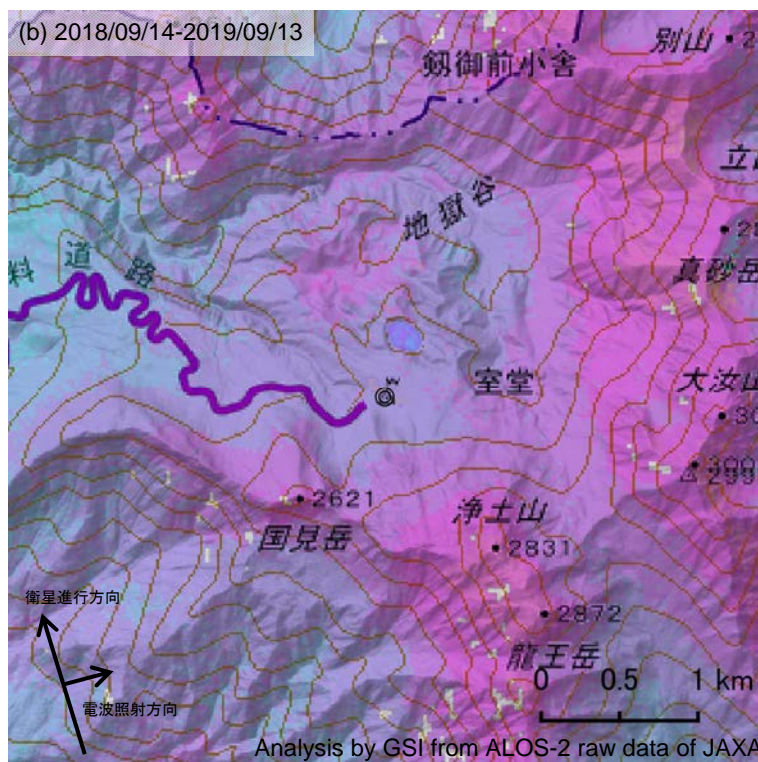 (b) 2018/09/14-2019/09/13
別山
剱御前小舎
地獄谷
道路
料
真砂岳
室堂
大汝山
2621
国見岳
浄土山
2831
2872
龍王岳
衛星進行方向
電波照射方向
0 0.5 1 km
Analysis by GSI from ALOS-2 raw data of JAXA